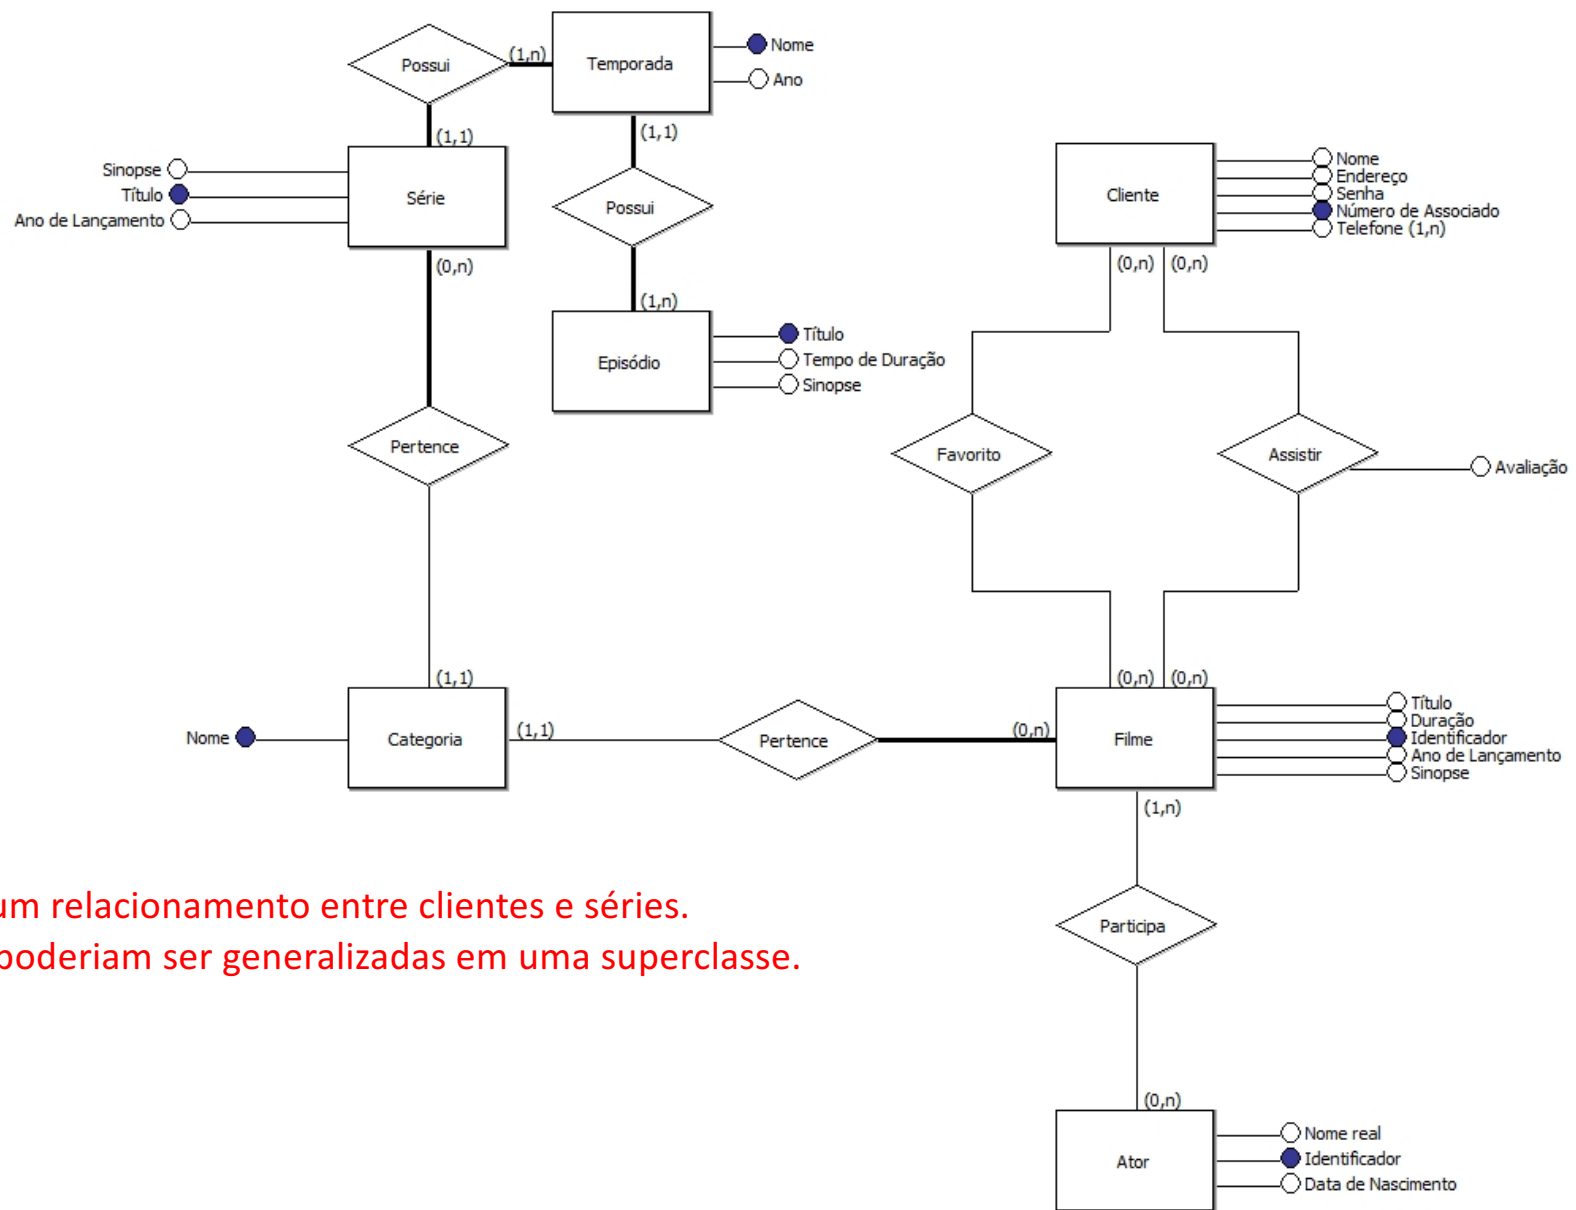 Possui
(1,n)
Temporada
Nome
Ano
(1,1)
(1,1)
Sinopse
Título
Ano de Lançamento
Série
Possui
Cliente
Nome
Endereço
Senha
Número de Associado
Telefone (1,n)
(0,n)
(0,n)
(0,n)
(1,n)
Episódio
Título
Tempo de Duração
Sinopse
Pertence
Favorito
Assistir
Avaliação
(1,1)
(0,n)
(0,n)
Nome
Categoria
(1,1)
Pertence
(0,n)
Filme
Título
Duração
Identificador
Ano de Lançamento
Sinopse
(1,n)
um relacionamento entre clientes e séries.
poderiam ser generalizadas em uma superclasse.
Participa
(0,n)
Ator
Nome real
Identificador
Data de Nascimento